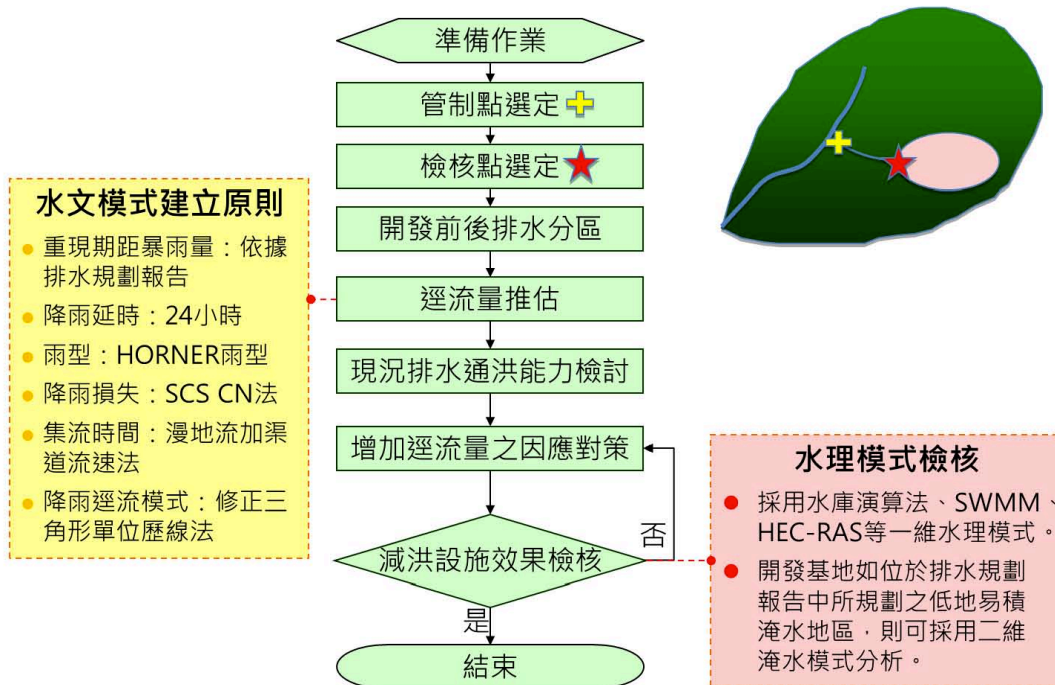 準備作業
管制點選定
檢核點選定
開發前後排水分區
逕流量推估
現況排水通洪能力檢討
增加逕流量之因應對策
減洪設施效果檢核
否
是
結束
水文模式建立原則
重現期距暴雨量：依據
排水規劃報告
降雨延時：24小時
雨型：HORNER雨型
降雨損失：SCS CN法
集流時間：漫地流加渠
道流速法
降雨逕流模式：修正三
角形單位歷線法
水理模式檢核
採用水庫演算法、SWMM、
HEC-RAS等一維水理模式。
開發基地如位於排水規劃
報告中所規劃之低地易積
淹水地區，則可採用二維
淹水模式分析。